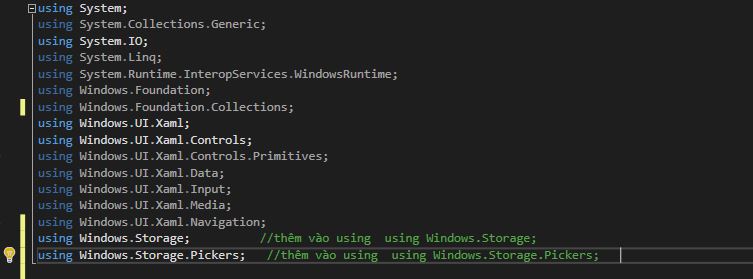 using System;
using System.Collections.Generic;
using System.IO;
using System.Linq;
using System.Runtime.InteropServices.WindowsRuntime;
using Windows.Foundation;
using Windows.Foundation.Collections;
using Windows.UI.Xaml;
using Windows.UI.Xaml.Controls;
using Windows.UI.Xaml.Controls.Primitives;
using Windows.UI.Xaml.Data;
using Windows.UI.Xaml.Input;
using Windows.UI.Xaml.Media;
using Windows.UI.Xaml.Navigation;
using Windows.Storage; //thêm vào using using Windows.Storage;
using Windows.Storage.Pickers; //thêm vào using using Windows.Storage.Pickers;